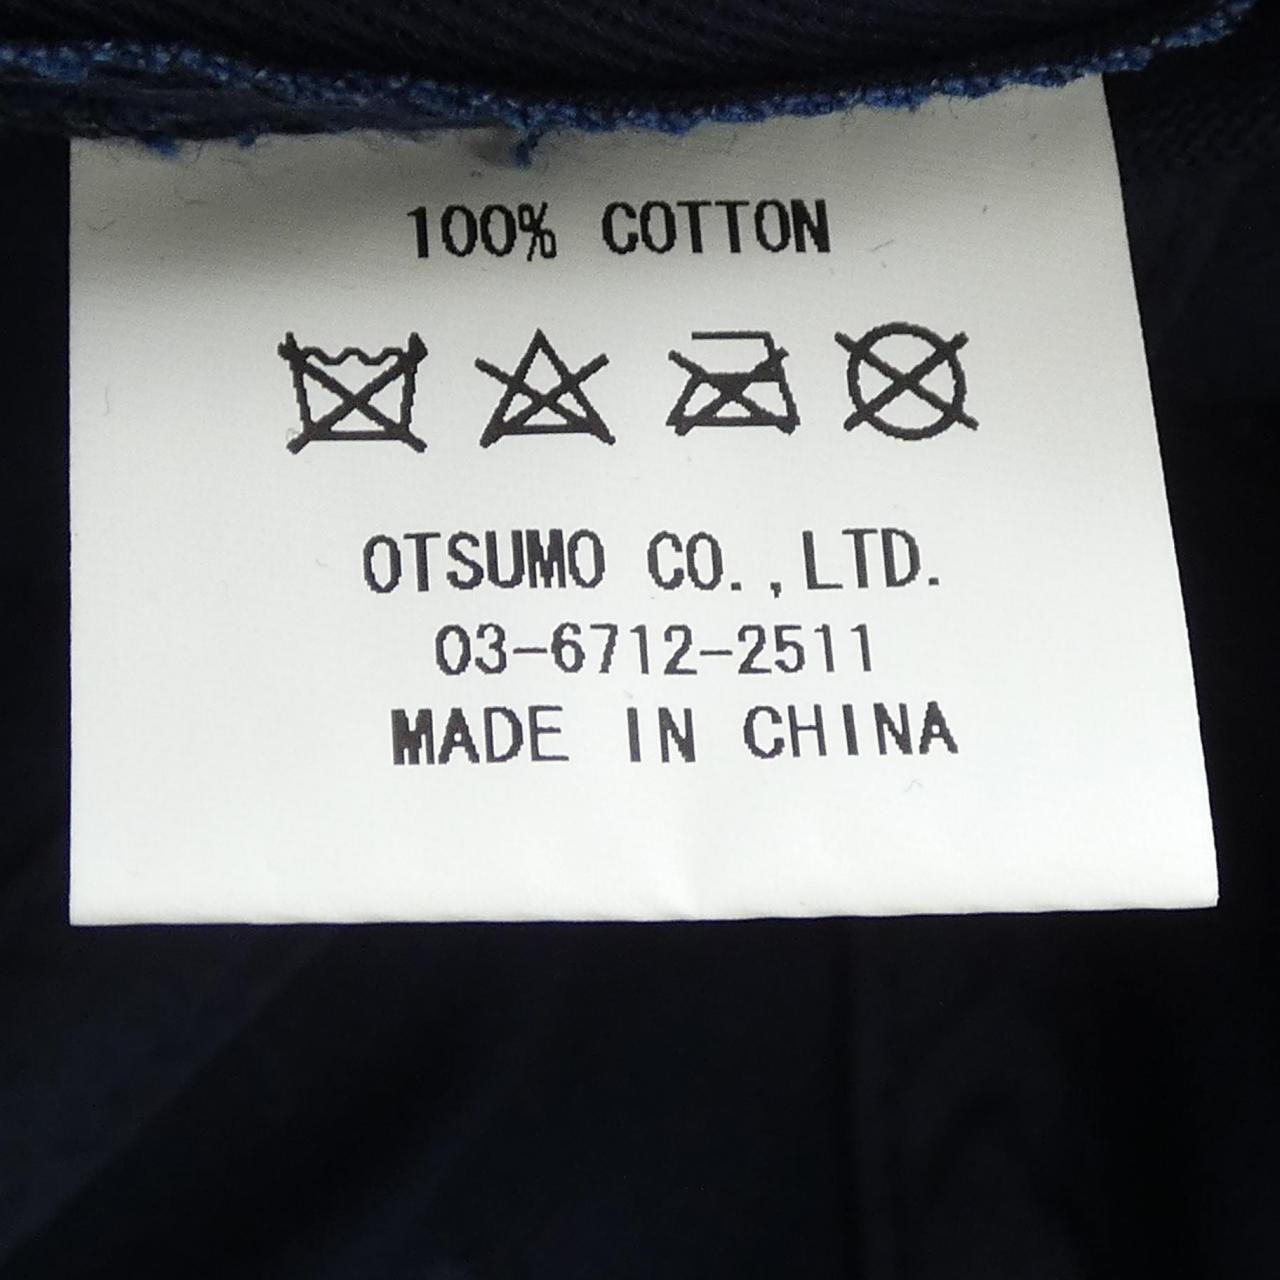 100% COTTON
OTSUMO CO.,LTD.
03-6712-2511
MADE IN CHINA